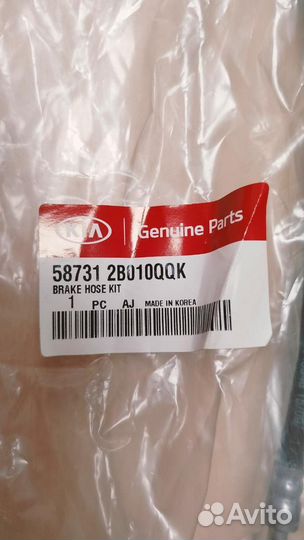 KIA Genuine Parts
58731 2B010QQK
BRAKE HOSE KIT
1 PC AJ MADE IN KOREA
Avito